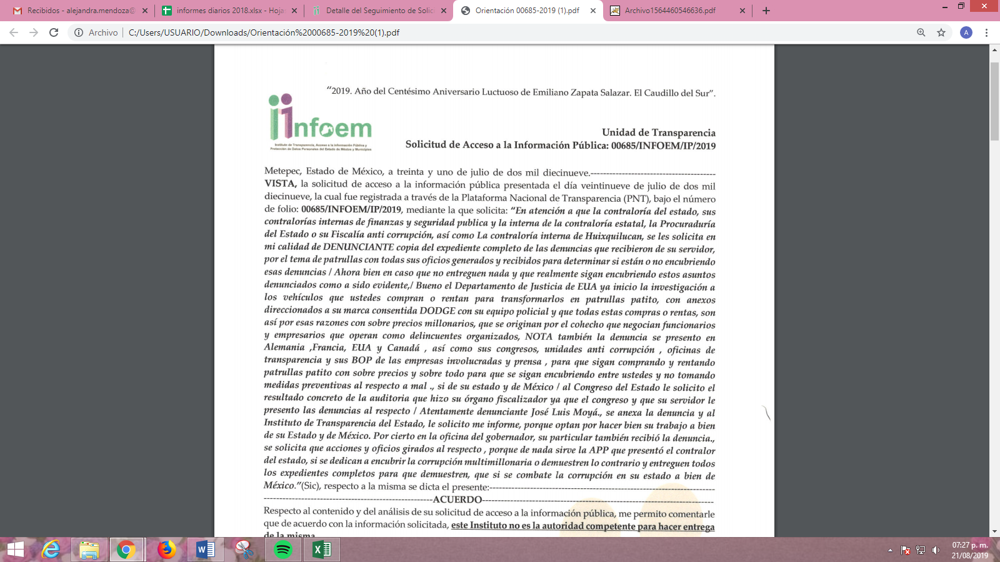 Recibidos - alejandra.mendoza@
informes diarios 2018.xlsx - Hoja
Detalle del Seguimiento de Solic
Orientación 00685-2019 (1).pdf
Archivo1564460546636.pdf
Archivo
C:/Users/USUARIO/Downloads/Orientación%2000685-2019%20(1).pdf
A
"2019. Año del Centésimo Aniversario Luctuoso de Emiliano Zapata Salazar. El Caudillo del Sur".
infoem
Instituto de Transparencia, Acceso a la Información Pública y
Protección de Datos Personales del Estado de México y Municipios
Unidad de Transparencia
Solicitud de Acceso a la Información Pública: 00685/INFOEM/IP/2019
Metepec, Estado de México, a treinta y uno de julio de dos mil diecinueve.----------------------------------------
VISTA, la solicitud de acceso a la información pública presentada el día veintinueve de julio de dos mil
diecinueve, la cual fue registrada a través de la Plataforma Nacional de Transparencia (PNT), bajo el número
de folio: 00685/INFOEM/IP/2019, mediante la que solicita: "En atención a que la contraloría del estado, sus
contralorías internas de finanzas y seguridad publica y la interna de la contraloría estatal, la Procuraduría
del Estado o su Fiscalía anti corrupción, así como La contraloría interna de Huixquilucan, se les solicita en
mi calidad de DENUNCIANTE copia del expediente completo de las denuncias que recibieron de su servidor,
por el tema de patrullas con todas sus oficios generados y recibidos para determinar si están o no encubriendo
esas denuncias / Ahora bien en caso que no entreguen nada y que realmente sigan encubriendo estos asuntos
denunciados como a sido evidente,/ Bueno el Departamento de Justicia de EUA ya inicio la investigación a
los vehículos que ustedes compran o rentan para transformarlos en patrullas patito, con anexos
direccionados a su marca consentida DODGE con su equipo policial y que todas estas compras o rentas, son
así por esas razones con sobre precios millonarios, que se originan por el cohecho que negocian funcionarios
y empresarios que operan como delincuentes organizados, NOTA también la denuncia se presento en
Alemania ,Francia, EUA y Canadá , así como sus congresos, unidades anti corrupción , oficinas de
transparencia y sus BOP de las empresas involucradas y prensa , para que sigan comprando y rentando
patrullas patito con sobre precios y sobre todo para que se sigan encubriendo entre ustedes y no tomando
medidas preventivas al respecto a mal ., si de su estado y de México / al Congreso del Estado le solicito el
resultado concreto de la auditoria que hizo su órgano fiscalizador ya que el congreso y que su servidor le
presento las denuncias al respecto / Atentamente denunciante José Luis Moyá., se anexa la denuncia y al
Instituto de Transparencia del Estado, le solicito me informe, porque optan por hacer bien su trabajo a bien
de su Estado y de México. Por cierto en la oficina del gobernador, su particular también recibió la denuncia.,
se solicita que acciones y oficios girados al respecto , porque de nada sirve la APP que presentó el contralor
del estado, si se dedican a encubrir la corrupción multimillonaria o demuestren lo contrario y entreguen todos
los expedientes completos para que demuestren, que si se combate la corrupción en su estado a bien de
México."(Sic), respecto a la misma se dicta el presente:------------------------------------------------------------------------
------------------------------------------------------ACUERDO--------------------------------------------------------------------------
Respecto al contenido y del análisis de su solicitud de acceso a la información pública, me permito comentarle
que de acuerdo con la información solicitada, este Instituto no es la autoridad competente para hacer entrega
de la misma
07:27 p. m.
21/08/2019